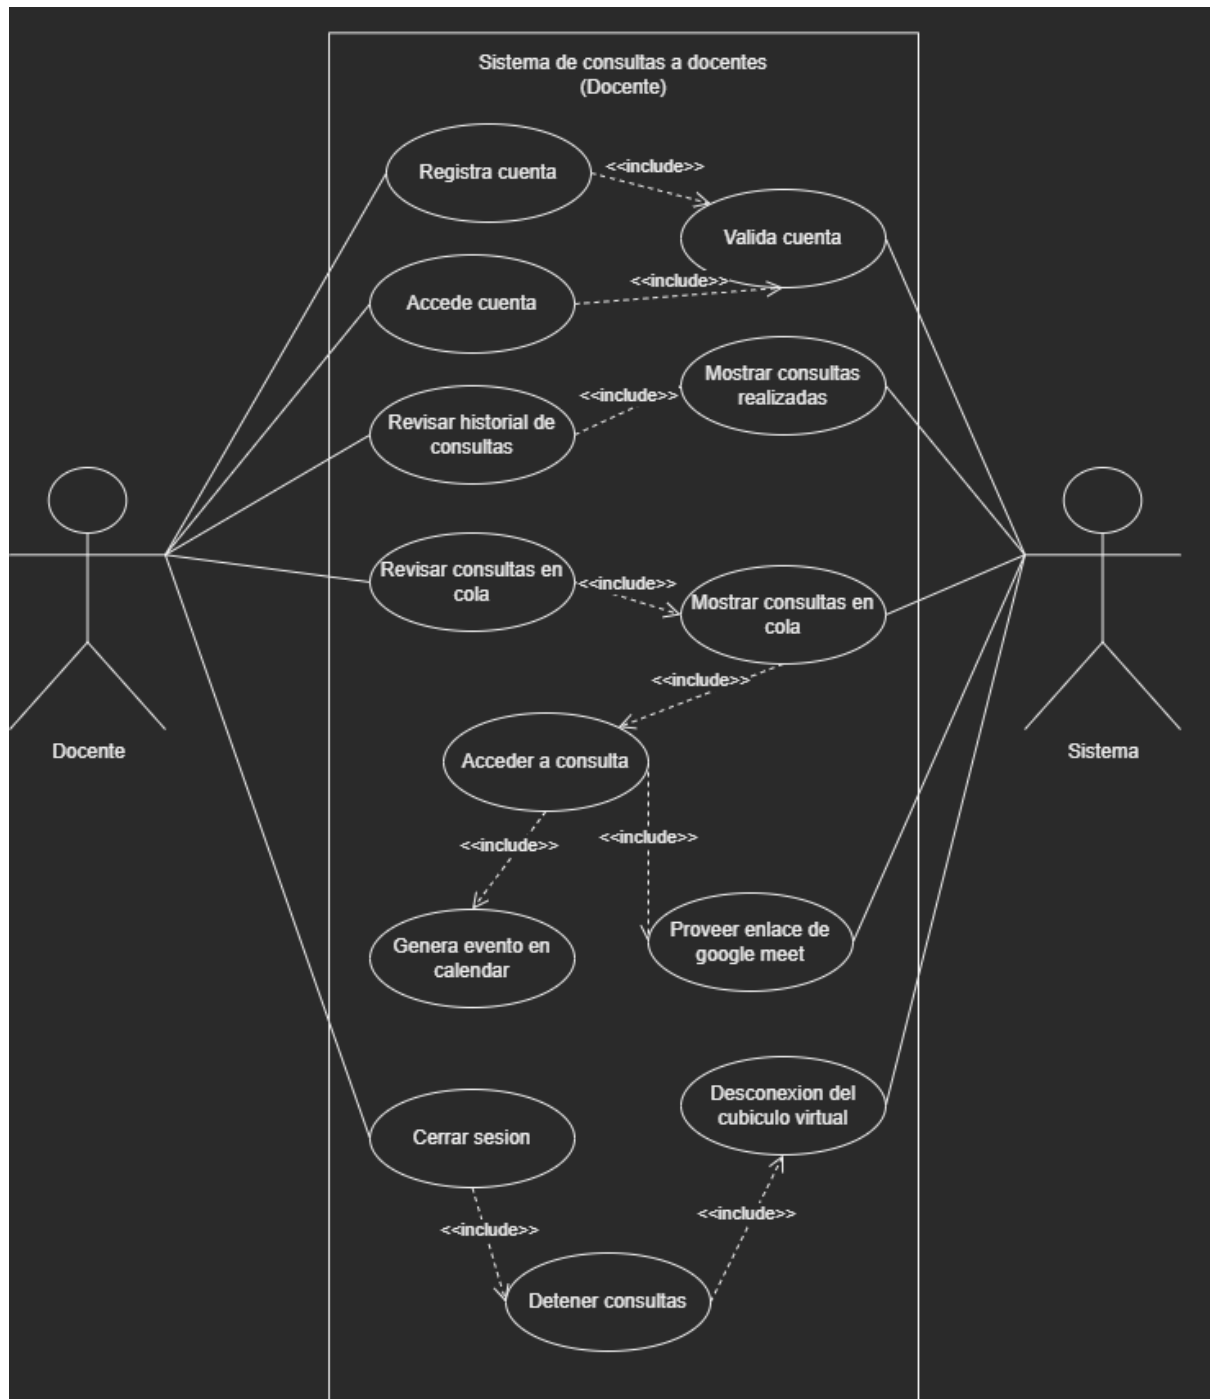 Sistema de consultas a docentes
(Docente)
Registra cuenta
<<include>>
Valida cuenta
<<include>>
Accede cuenta
Mostrar consultas
realizadas
<<include>>
Revisar historial de
consultas
Revisar consultas en
cola
<<include>>
Mostrar consultas en
cola
<<include>>
Docente
Sistema
Acceder a consulta
<<include>>
<<include>>
Genera evento en
calendar
Proveer enlace de
google meet
Desconexion del
cubiculo virtual
Cerrar sesion
<<include>>
<<include>>
Detener consultas